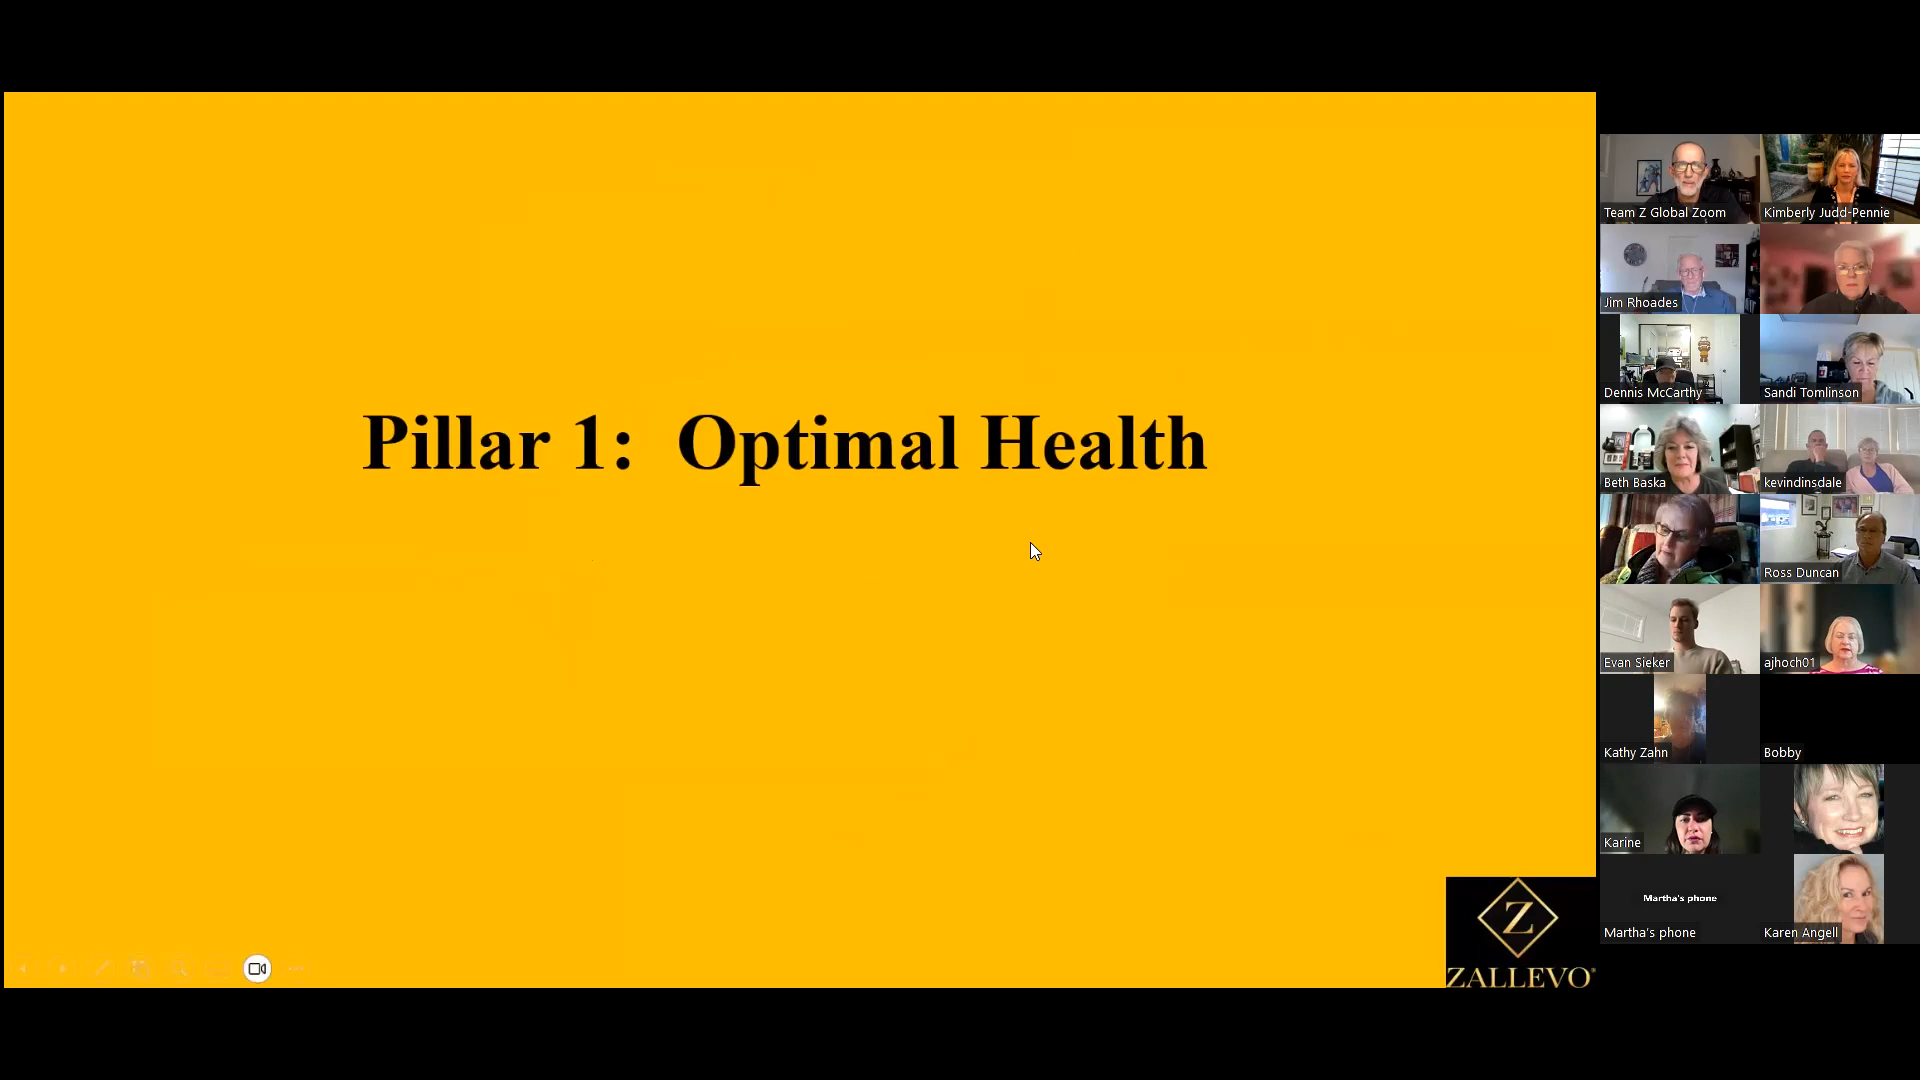 Pillar 1: Optimal Health
Z
ZALLEVO®
Team Z Global Zoom
Kimberly Judd-Pennie
Jim Rhoades
Dennis McCarthy
Sandi Tomlinson
Beth Baska
kevindinsdale
Ross Duncan
Evan Sieker
ajhoch01
Kathy Zahn
Bobby
Karine
Martha's phone
Martha's phone
Karen Angell